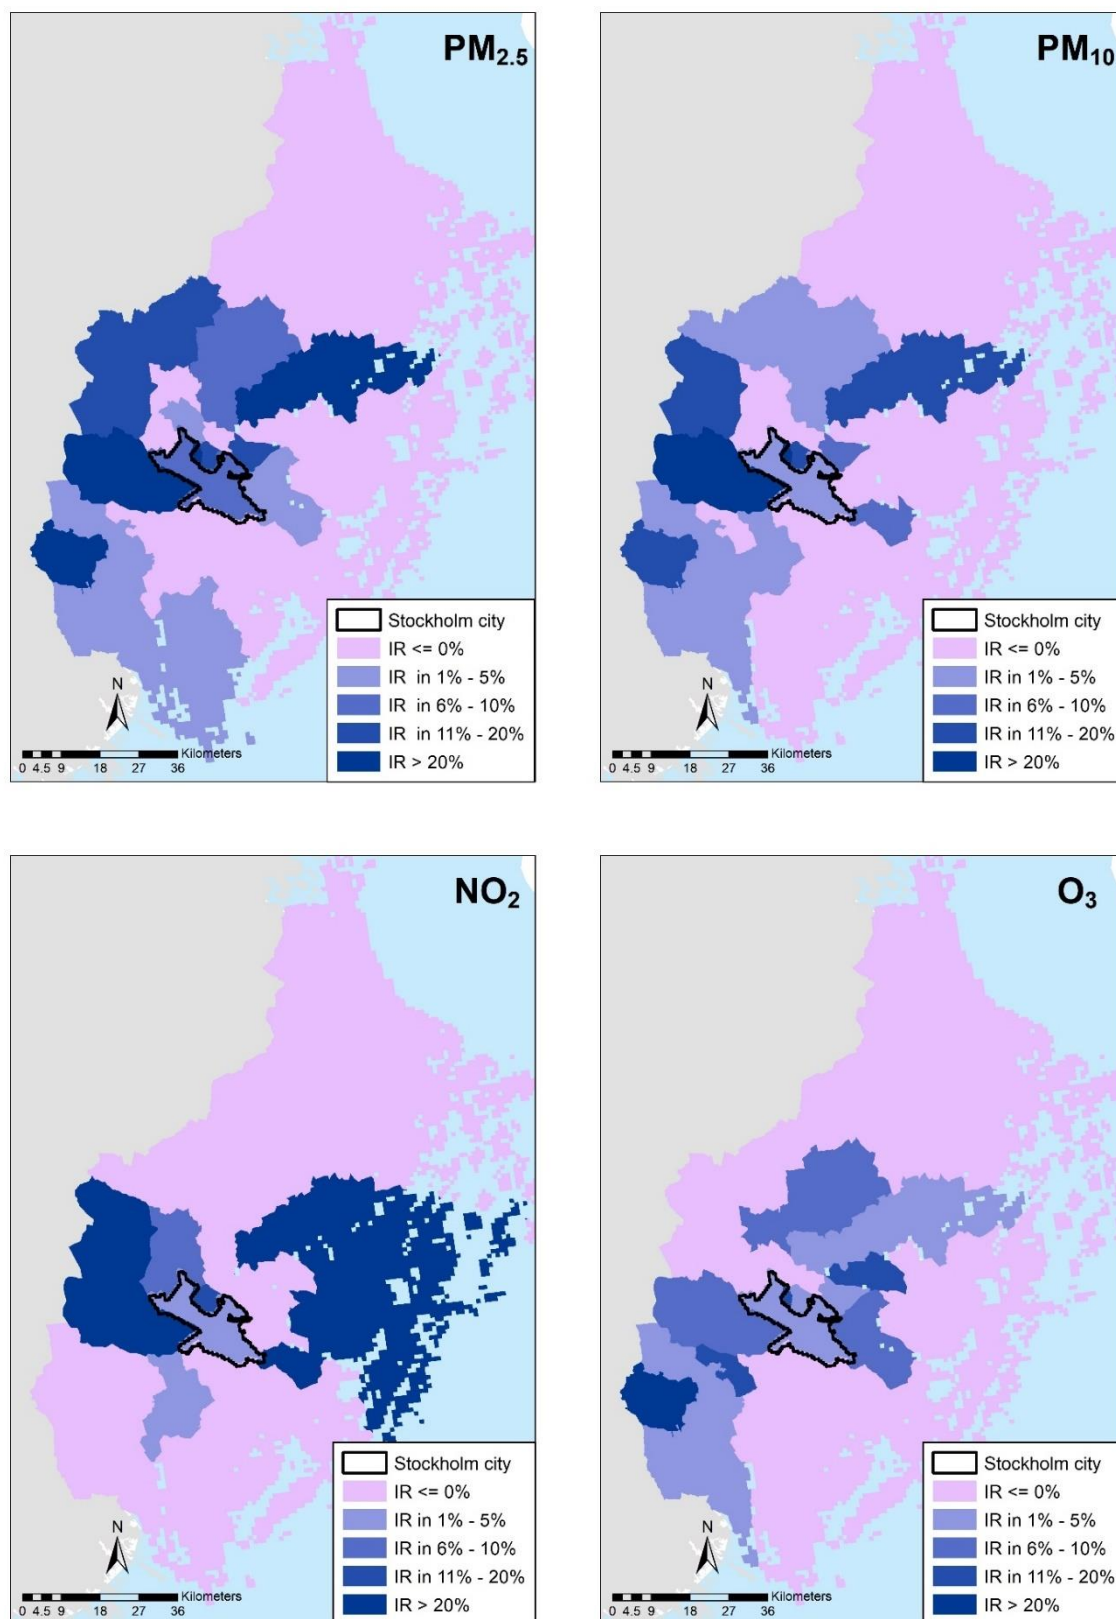 PM2.5
Stockholm city
IR <= 0%
IR in 1% - 5%
IR in 6% - 10%
IR in 11% - 20%
IR > 20%
N
Kilometers
0 4.5 9 18 27 36
PM10
Stockholm city
IR <= 0%
IR in 1% - 5%
IR in 6% - 10%
IR in 11% - 20%
IR > 20%
N
Kilometers
0 4.5 9 18 27 36
NO2
Stockholm city
IR <= 0%
IR in 1% - 5%
IR in 6% - 10%
IR in 11% - 20%
IR > 20%
N
Kilometers
0 4.5 9 18 27 36
O3
Stockholm city
IR <= 0%
IR in 1% - 5%
IR in 6% - 10%
IR in 11% - 20%
IR > 20%
N
Kilometers
0 4.5 9 18 27 36